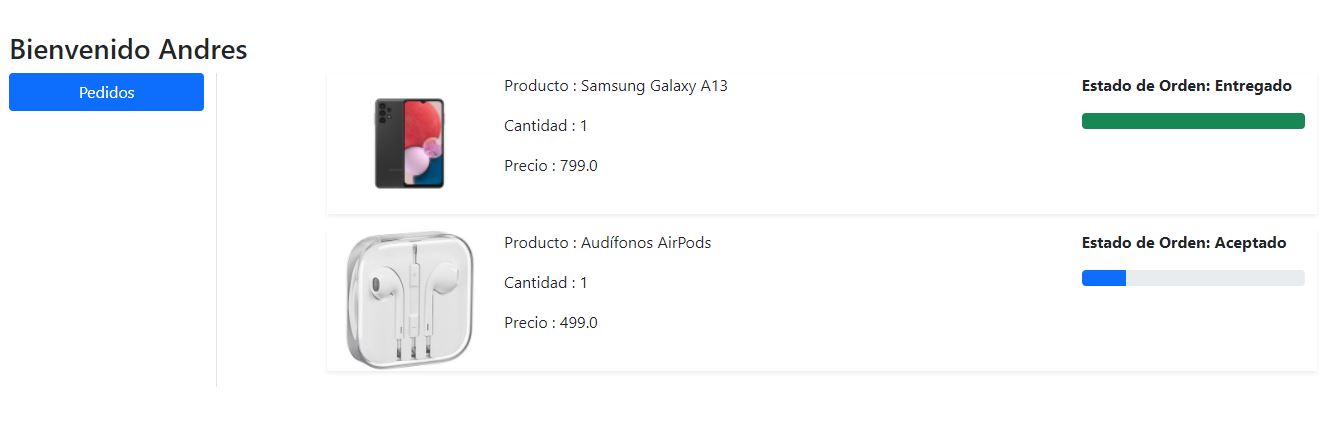 Bienvenido Andres
Pedidos
Producto : Samsung Galaxy A13
Cantidad : 1
Precio : 799.0
Estado de Orden: Entregado
Producto : Audífonos AirPods
Cantidad : 1
Precio : 499.0
Estado de Orden: Aceptado